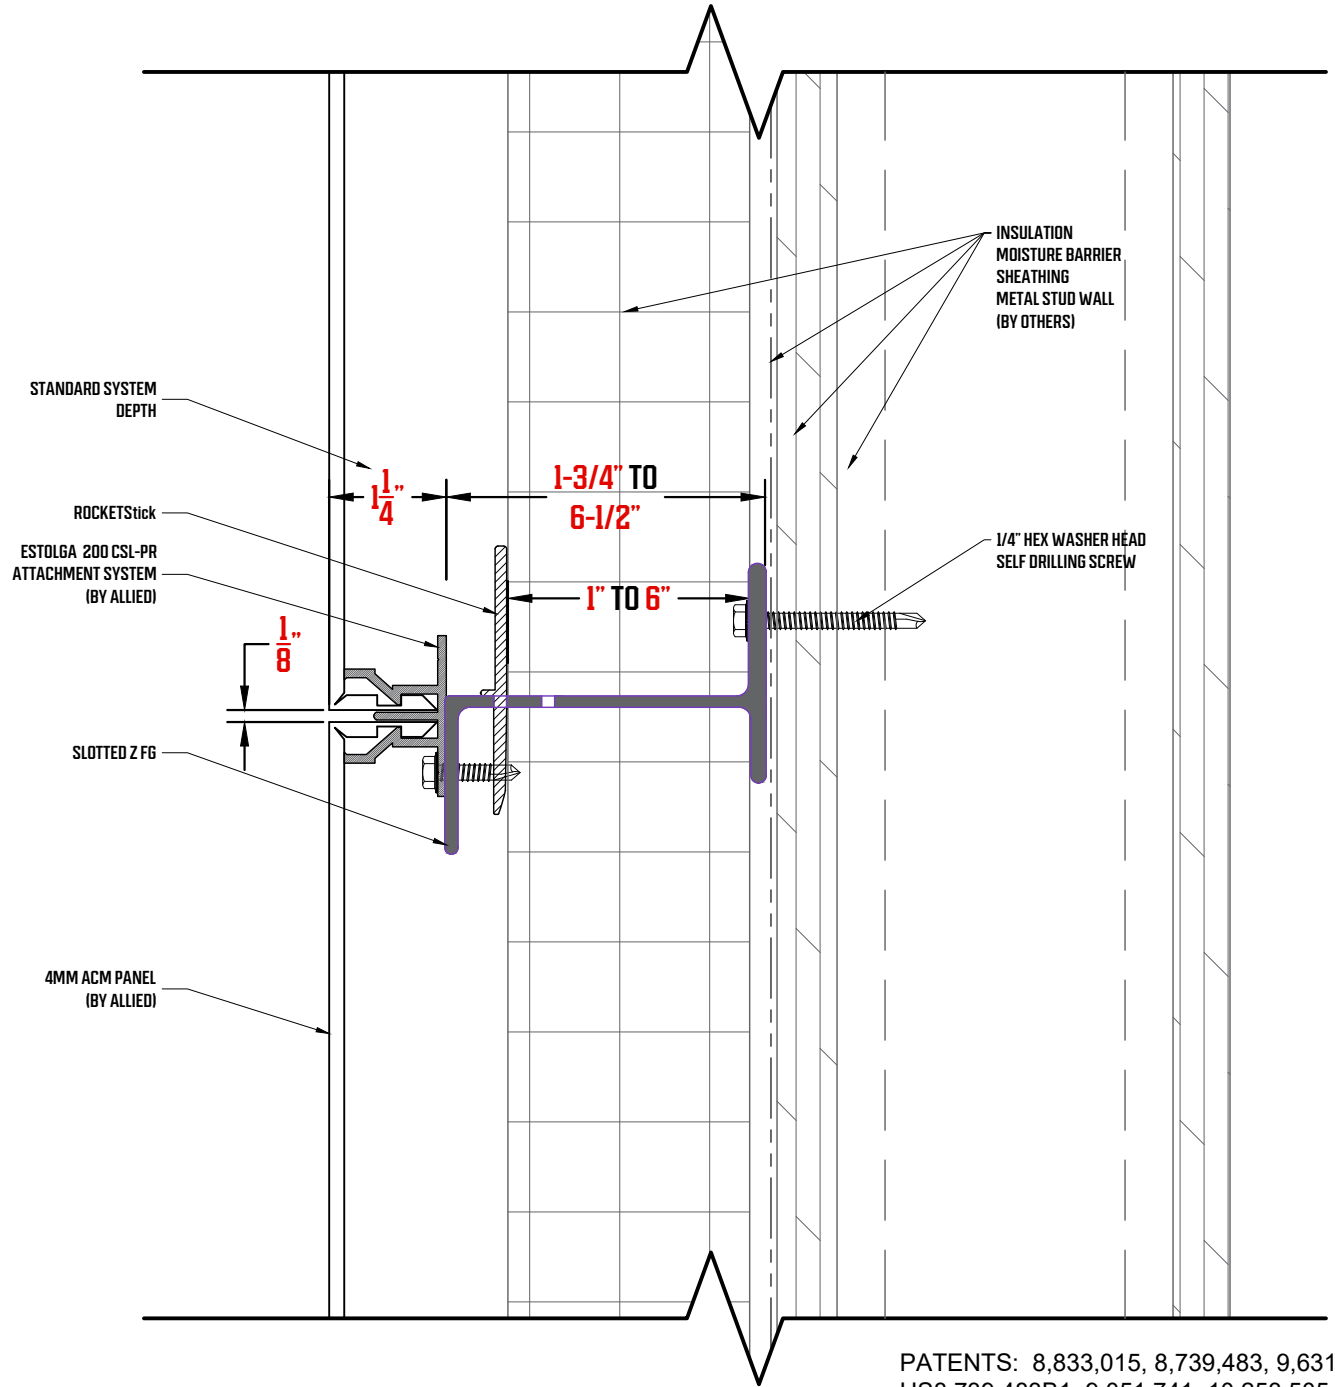 INSULATION
MOISTURE BARRIER
SHEATHING
METAL STUD WALL
(BY OTHERS)
STANDARD SYSTEM
DEPTH
1 1/4"
1-3/4" TO
6-1/2"
ROCKETStick
ESTOLGA 200 CSL-PR
ATTACHMENT SYSTEM
(BY ALLIED)
1/4" HEX WASHER HEAD
SELF DRILLING SCREW
1" TO 6"
1/8"
SLOTTED Z FG
4MM ACM PANEL
(BY ALLIED)
PATENTS: 8,833,015, 8,739,483, 9,631